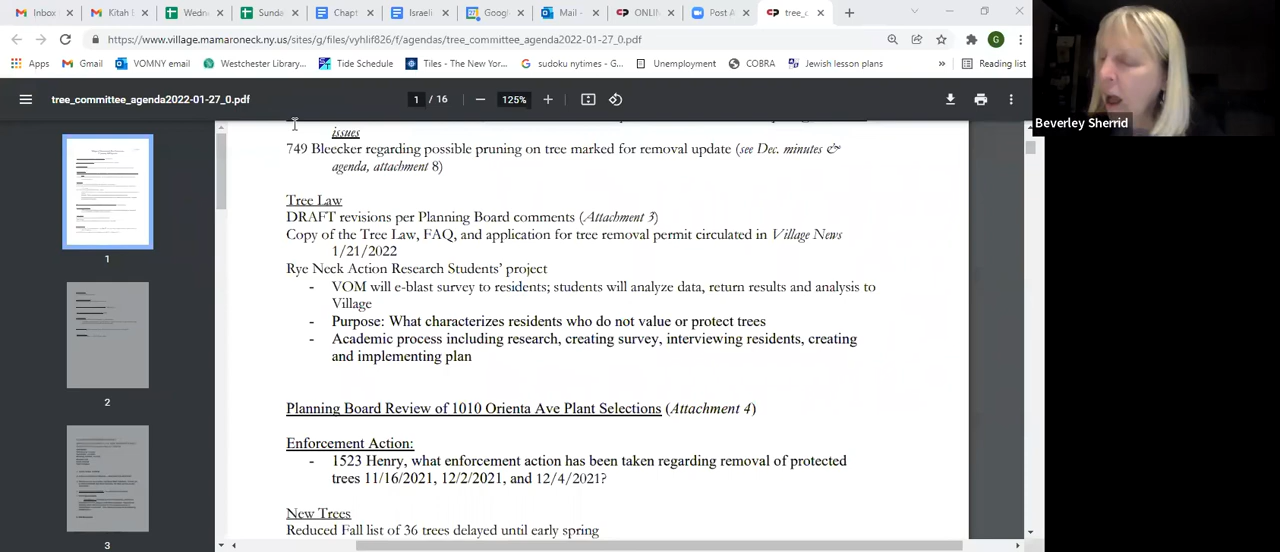 Inbox
Kitah E
Wedn
Sunda
Chapt
Israeli
Googl
Mail -
ONLIN
Post A
tree_c
https://www.village.mamaroneck.ny.us/sites/g/files/vyhlif826/f/agendas/tree_committee_agenda2022-01-27_0.pdf
G
Apps
Gmail
VOMNY email
Westchester Library...
Tide Schedule
Tiles - The New Yor...
sudoku nytimes - G...
Unemployment
COBRA
Jewish lesson plans
»
Reading list
tree_committee_agenda2022-01-27_0.pdf
1 / 16
125%
Beverley Sherrid
issues
749 Bleecker regarding possible pruning on tree marked for removal update (see Dec. minutes &
agenda, attachment 8)
Tree Law
DRAFT revisions per Planning Board comments (Attachment 3)
Copy of the Tree Law, FAQ, and application for tree removal permit circulated in Village News
1/21/2022
Rye Neck Action Research Students' project
- VOM will e-blast survey to residents; students will analyze data, return results and analysis to
Village
- Purpose: What characterizes residents who do not value or protect trees
- Academic process including research, creating survey, interviewing residents, creating
and implementing plan
Planning Board Review of 1010 Orienta Ave Plant Selections (Attachment 4)
Enforcement Action:
- 1523 Henry, what enforcement action has been taken regarding removal of protected
trees 11/16/2021, 12/2/2021, and 12/4/2021?
New Trees
Reduced Fall list of 36 trees delayed until early spring
1
2
3